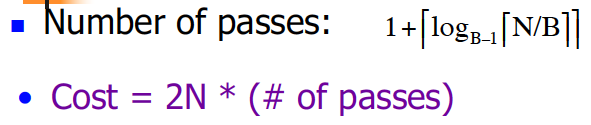 ▪ Number of passes: 1+⌈log_{B–1}⌈N/B⌉⌉
• Cost = 2N * (# of passes)